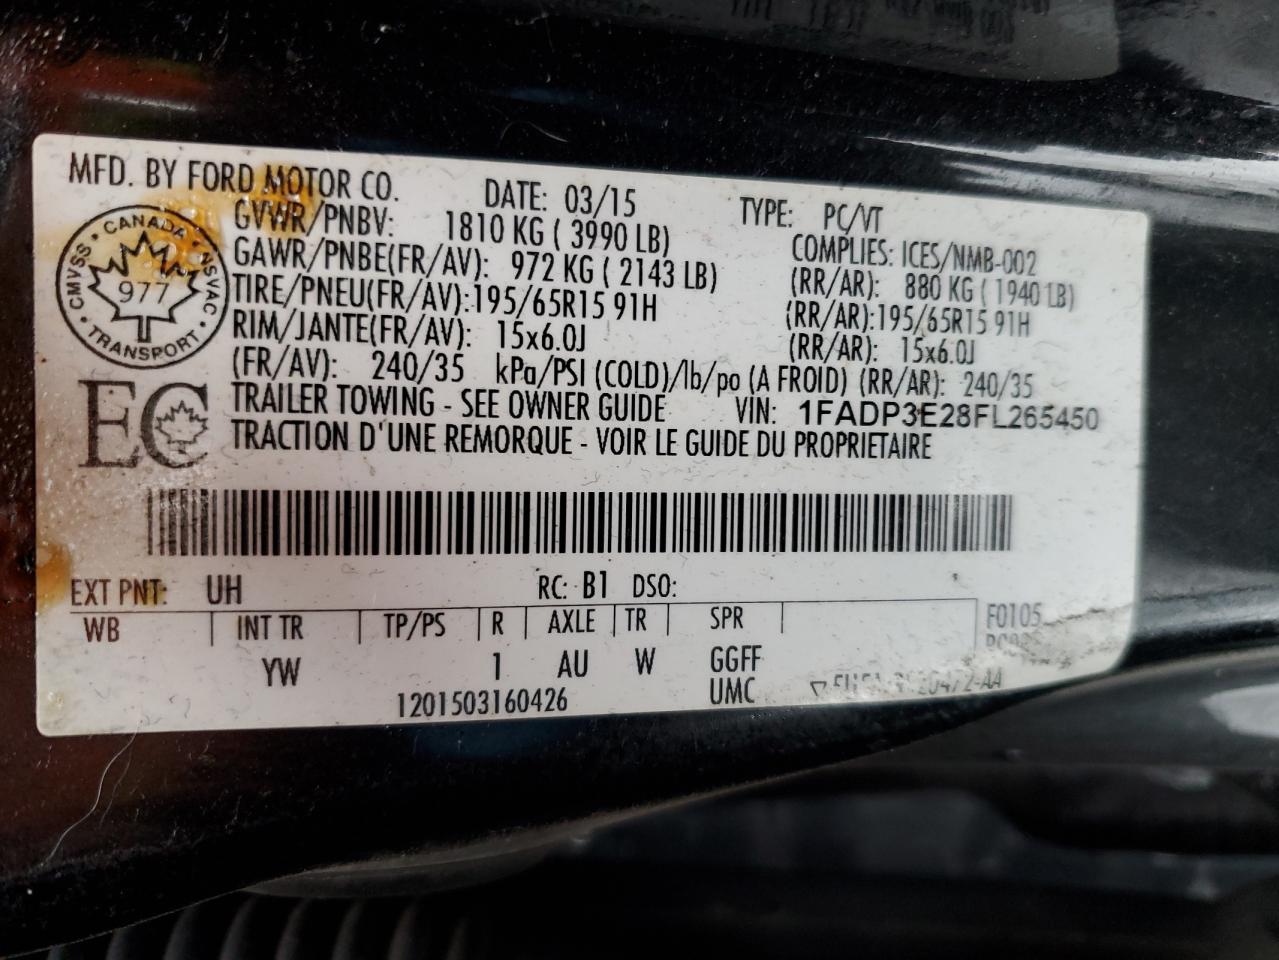 MFD. BY FORD MOTOR CO. DATE: 03/15 TYPE: PC/VT
GVWR/PNBV: 1810 KG ( 3990 LB) COMPLIES: ICES/NMB-002
GAWR/PNBE(FR/AV): 972 KG ( 2143 LB) (RR/AR): 880 KG ( 1940 LB)
TIRE/PNEU(FR/AV): 195/65R15 91H (RR/AR): 195/65R15 91H
RIM/JANTE(FR/AV): 15x6.0J (RR/AR): 15x6.0J
(FR/AV): 240/35 kPa/PSI (COLD)/lb/po (A FROID) (RR/AR): 240/35
TRAILER TOWING - SEE OWNER GUIDE VIN: 1FADP3E28FL265450
TRACTION D'UNE REMORQUE - VOIR LE GUIDE DU PROPRIETAIRE
CANADA
CMVSS • NSVAC
977
TRANSPORT
EC
EXT PNT: UH RC: B1 DSO:
WB INT TR TP/PS R AXLE TR SPR F0105
YW 1 AU W GGFF
UMC
1201503160426